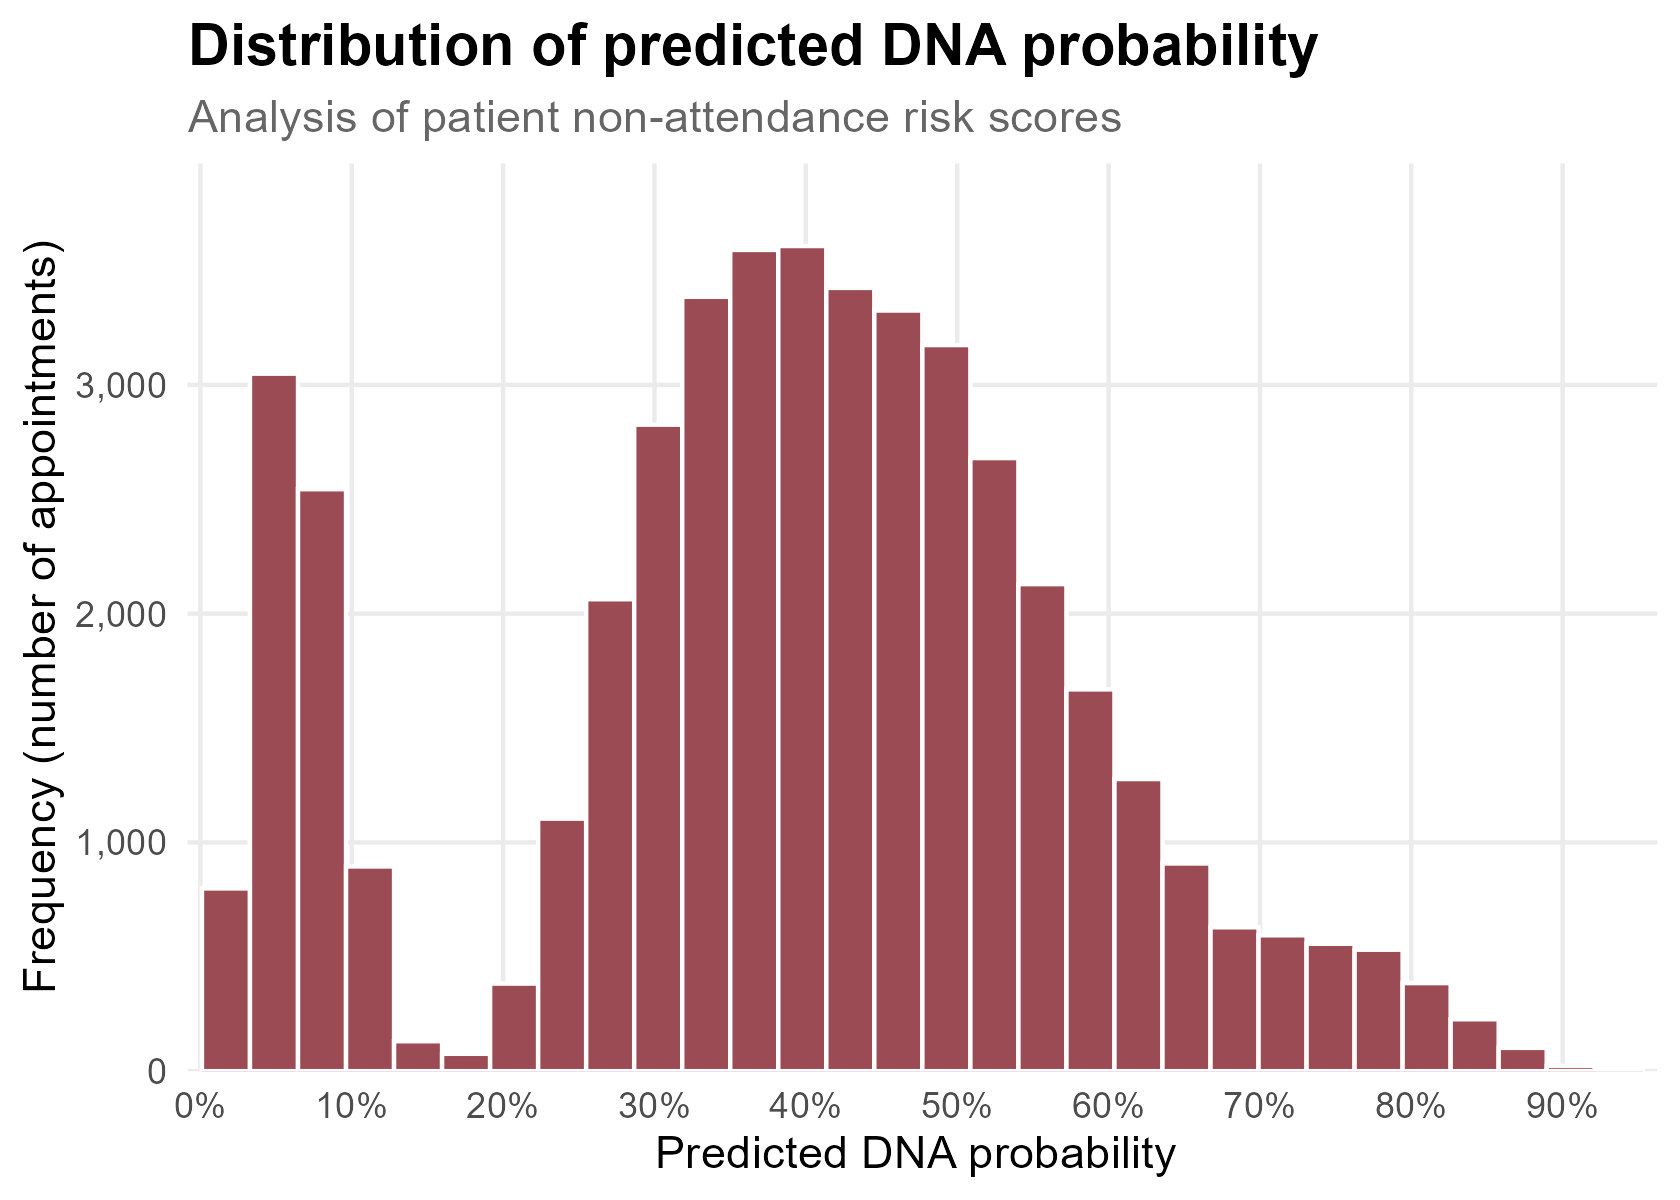 Distribution of predicted DNA probability
Analysis of patient non-attendance risk scores
Frequency (number of appointments)
3,000
2,000
1,000
0
0% 10% 20% 30% 40% 50% 60% 70% 80% 90%
Predicted DNA probability